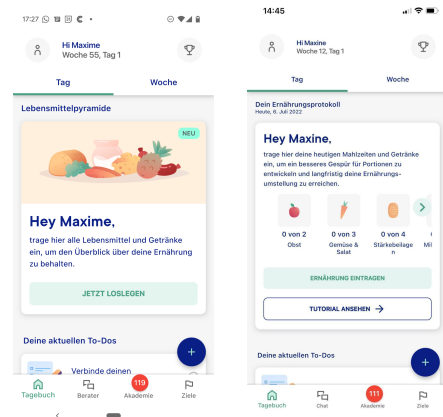 17:27
Hi Maxime
Woche 55, Tag 1
Tag
Woche
Lebensmittelpyramide
NEU
Hey Maxime,
trage hier alle Lebensmittel und Getränke
ein, um den Überblick über deine Ernährung
zu behalten.
JETZT LOSLEGEN
Deine aktuellen To-Dos
Verbinde deinen
+
119
Tagebuch
Berater
Akademie
Ziele
14:45
Hi Maxine
Woche 12, Tag 1
Tag
Woche
Dein Ernährungsprotokoll
Heute, 6. Juli 2022
Hey Maxine,
trage hier deine heutigen Mahlzeiten und Getränke
ein, um ein besseres Gespür für Portionen zu
entwickeln und langfristig deine Ernährungs-
umstellung zu erreichen.
0 von 2
0 von 3
0 von 4
Obst
Gemüse &
Salat
Stärkebeilage
n
Mil
ERNÄHRUNG EINTRAGEN
TUTORIAL ANSEHEN →
Deine aktuellen To-Dos
+
111
Tagebuch
Chat
Akademie
Ziele